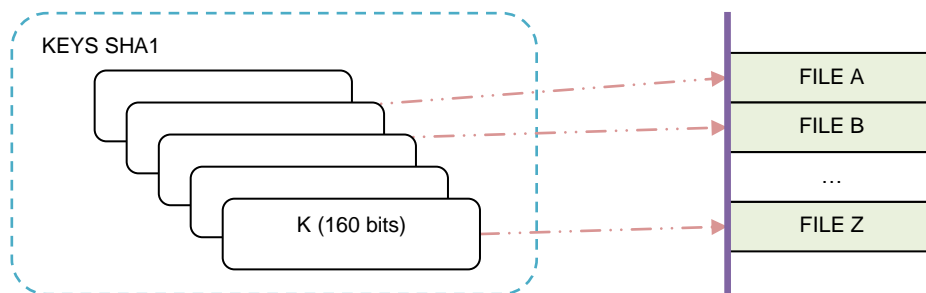 KEYS SHA1
K (160 bits)
FILE A
FILE B
…
FILE Z